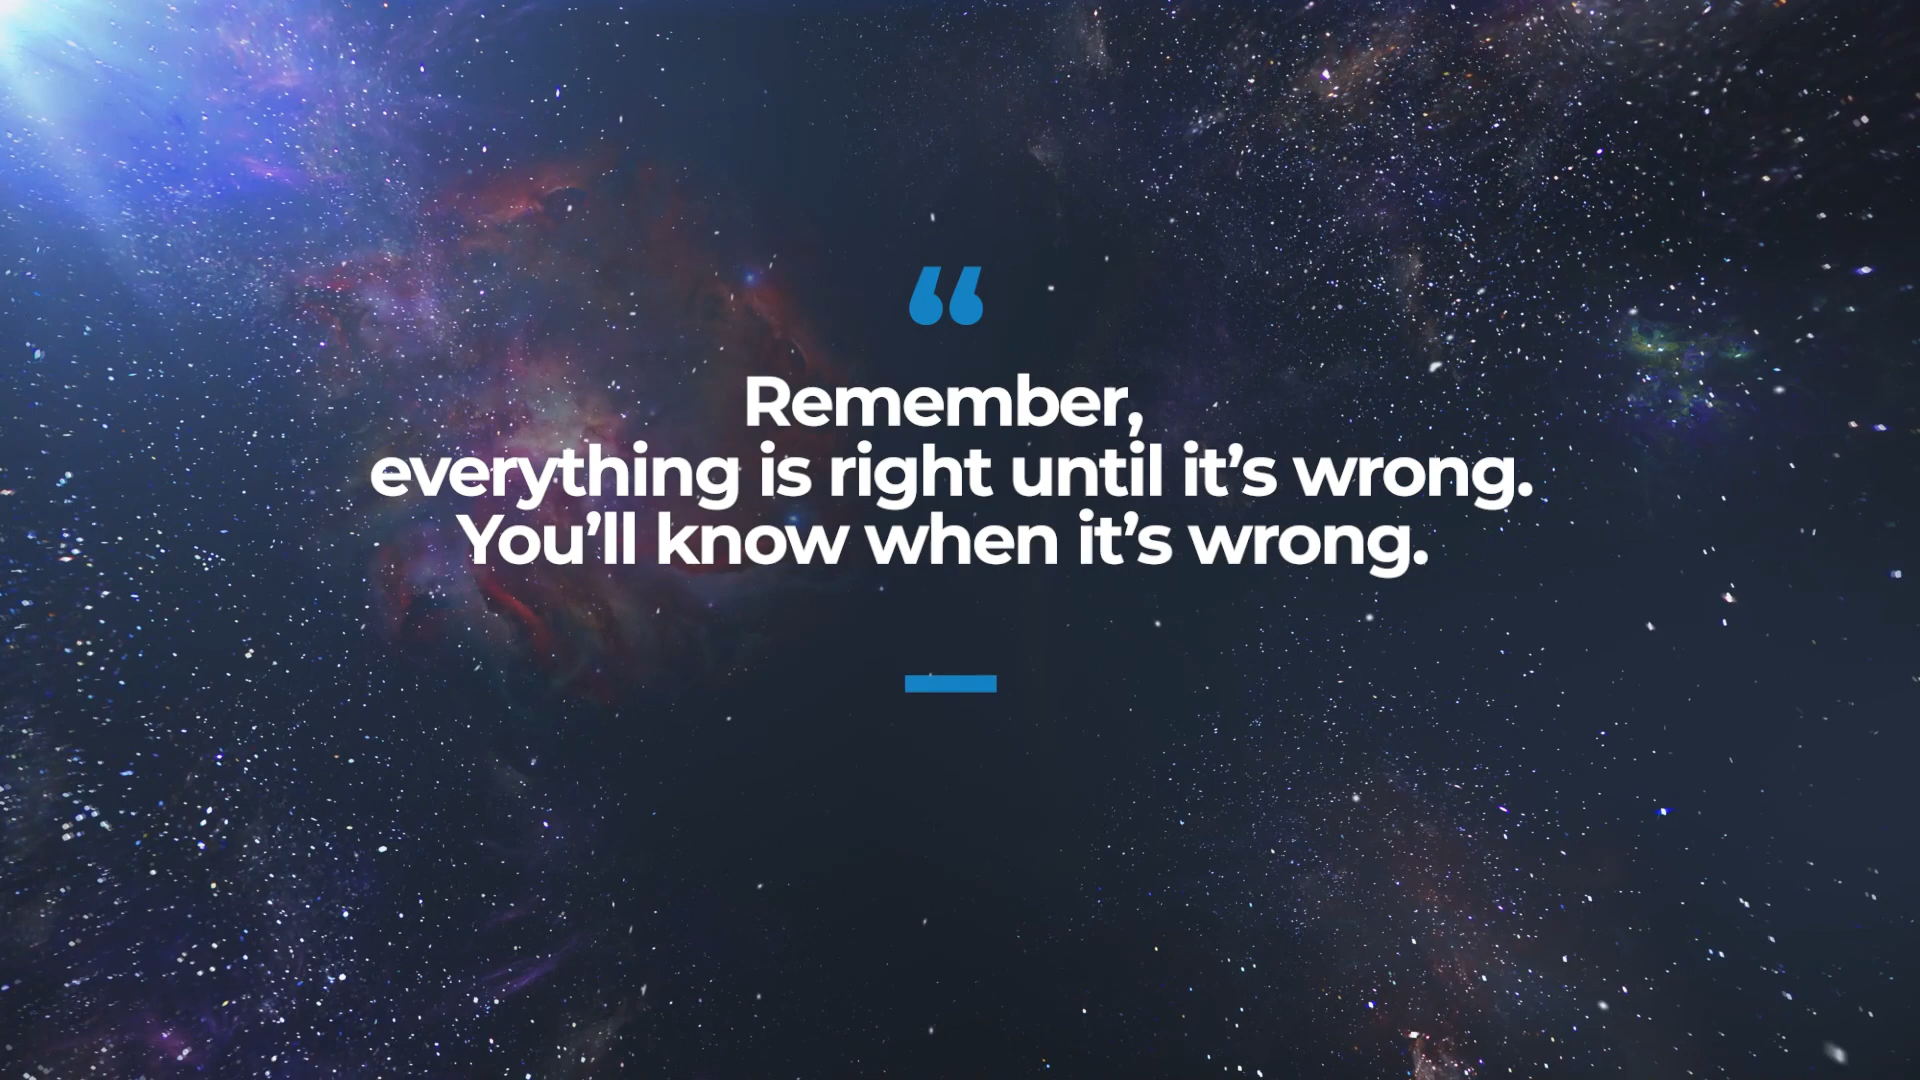 “
Remember,
everything is right until it’s wrong.
You’ll know when it’s wrong.